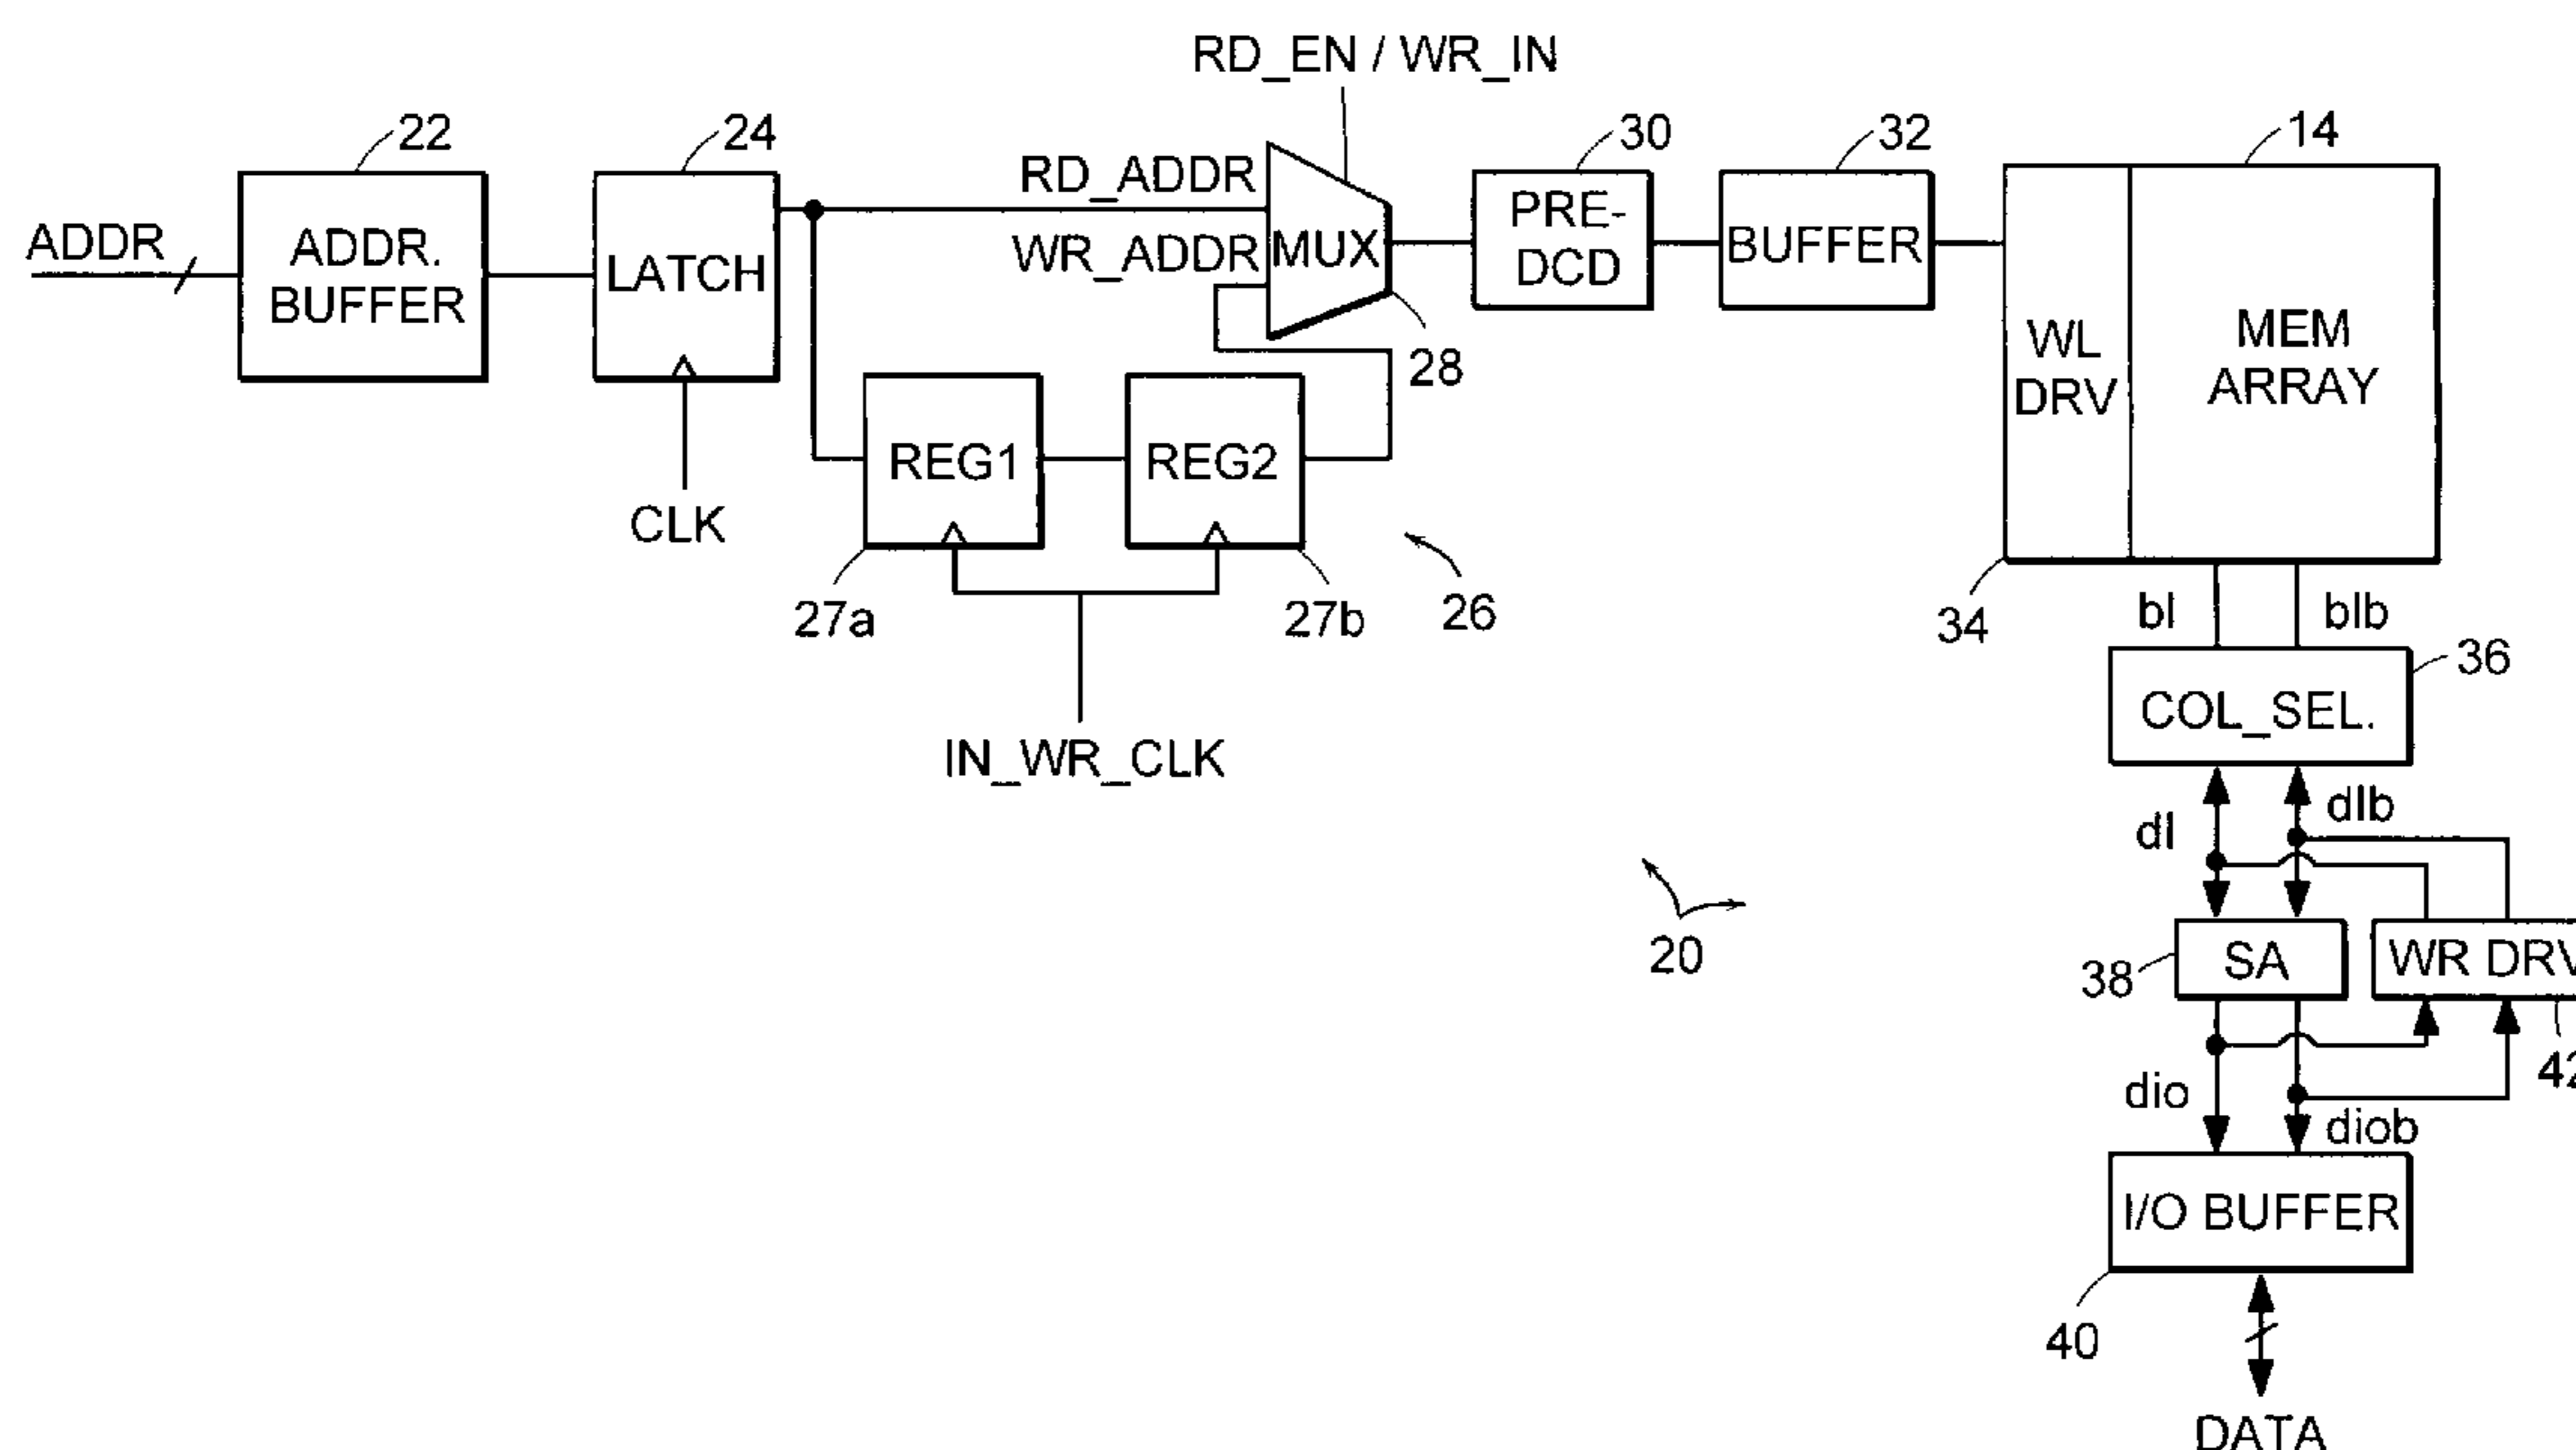 RD_EN / WR_IN
22
24
30
32
14
ADDR
ADDR.
BUFFER
LATCH
RD_ADDR
WR_ADDR
MUX
PRE-
DCD
BUFFER
WL
DRV
MEM
ARRAY
28
CLK
REG1
REG2
27a
27b
26
IN_WR_CLK
34
bl
blb
36
COL_SEL.
dl
dlb
20
38
SA
WR DRV
42
dio
diob
I/O BUFFER
40
DATA